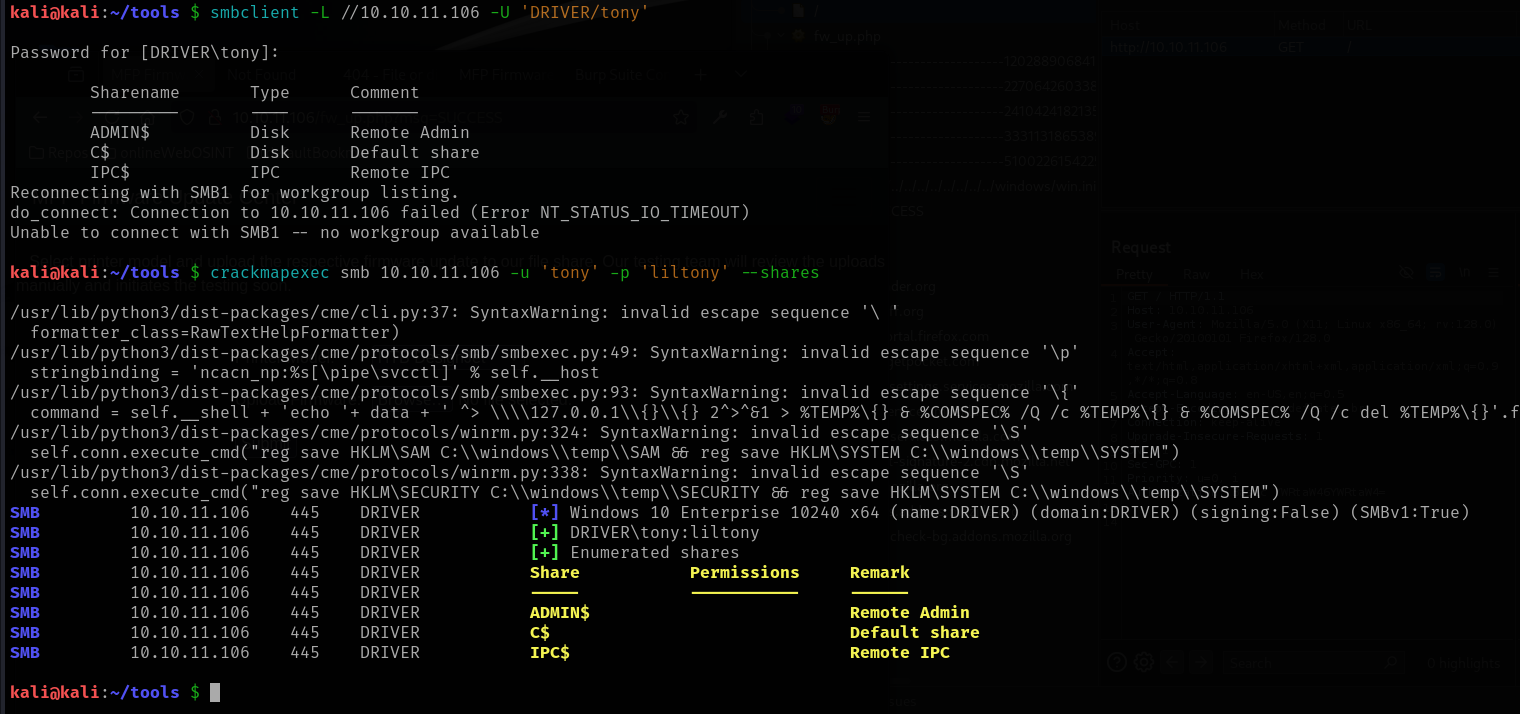 kali@kali:~/tools $ smbclient -L //10.10.11.106 -U 'DRIVER/tony'
Password for [DRIVER\tony]:
Sharename Type Comment
--------- ---- -------
ADMIN$ Disk Remote Admin
C$ Disk Default share
IPC$ IPC Remote IPC
Reconnecting with SMB1 for workgroup listing.
do_connect: Connection to 10.10.11.106 failed (Error NT_STATUS_IO_TIMEOUT)
Unable to connect with SMB1 -- no workgroup available
kali@kali:~/tools $ crackmapexec smb 10.10.11.106 -u 'tony' -p 'liltony' --shares
/usr/lib/python3/dist-packages/cme/cli.py:37: SyntaxWarning: invalid escape sequence '\ '
formatter_class=RawTextHelpFormatter)
/usr/lib/python3/dist-packages/cme/protocols/smb/smbexec.py:49: SyntaxWarning: invalid escape sequence '\p'
stringbinding = 'ncacn_np:%s[\pipe\svcctl]' % self.__host
/usr/lib/python3/dist-packages/cme/protocols/smb/smbexec.py:93: SyntaxWarning: invalid escape sequence '\{'
command = self.__shell + 'echo '+ data + ' ^> \\\\127.0.0.1\\{}\\{} 2^>^&1 > %TEMP%\{} & %COMSPEC% /Q /c %TEMP%\{} & %COMSPEC% /Q /c del %TEMP%\{}'.f
/usr/lib/python3/dist-packages/cme/protocols/winrm.py:324: SyntaxWarning: invalid escape sequence '\S'
self.conn.execute_cmd("reg save HKLM\SAM C:\\windows\\temp\\SAM && reg save HKLM\SYSTEM C:\\windows\\temp\\SYSTEM")
/usr/lib/python3/dist-packages/cme/protocols/winrm.py:338: SyntaxWarning: invalid escape sequence '\S'
self.conn.execute_cmd("reg save HKLM\SECURITY C:\\windows\\temp\\SECURITY && reg save HKLM\SYSTEM C:\\windows\\temp\\SYSTEM")
SMB 10.10.11.106 445 DRIVER [*] Windows 10 Enterprise 10240 x64 (name:DRIVER) (domain:DRIVER) (signing:False) (SMBv1:True)
SMB 10.10.11.106 445 DRIVER [+] DRIVER\tony:liltony
SMB 10.10.11.106 445 DRIVER [+] Enumerated shares
SMB 10.10.11.106 445 DRIVER Share Permissions Remark
SMB 10.10.11.106 445 DRIVER ----- ----------- ------
SMB 10.10.11.106 445 DRIVER ADMIN$ Remote Admin
SMB 10.10.11.106 445 DRIVER C$ Default share
SMB 10.10.11.106 445 DRIVER IPC$ Remote IPC
kali@kali:~/tools $